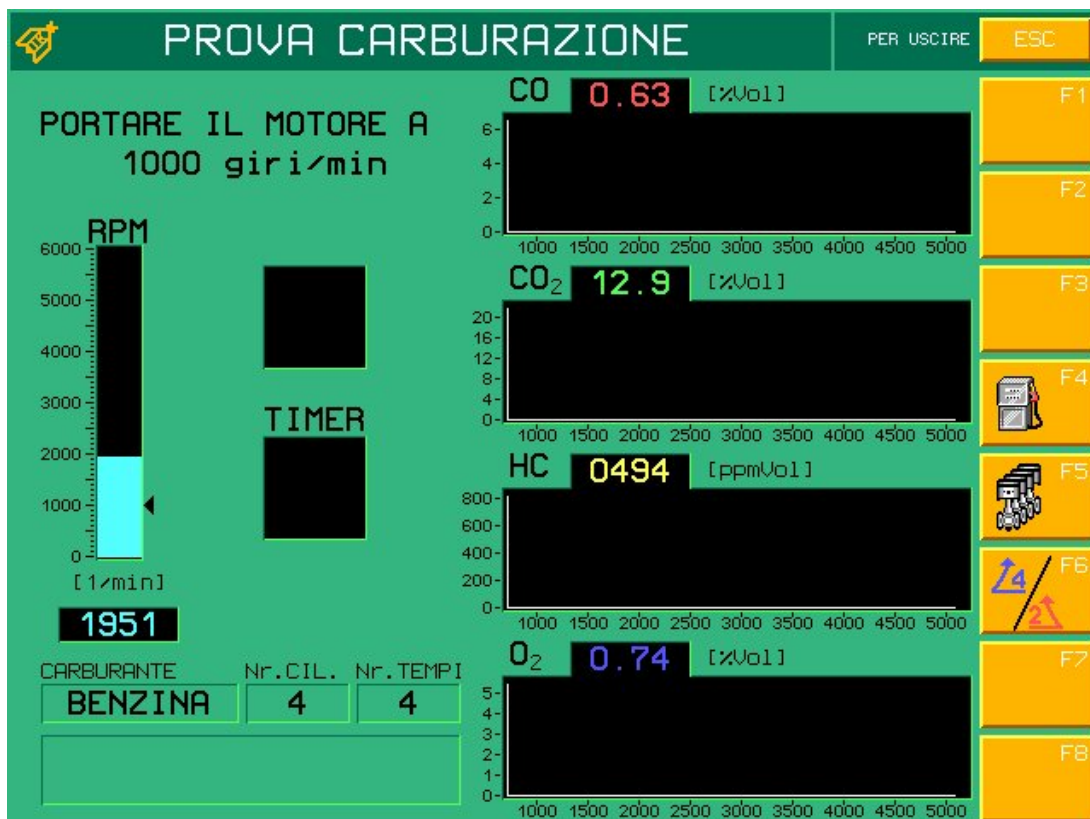 PROVA CARBURAZIONE
PER USCIRE
ESC
PORTARE IL MOTORE A
1000 giri/min
RPM
6000
5000
4000
3000
2000
1000
0
[1/min]
1951
TIMER
CARBURANTE Nr.CIL. Nr.TEMPI
BENZINA 4 4
CO 0.63 [%Vol]
6
4
2
0
1000 1500 2000 2500 3000 3500 4000 4500 5000
CO₂ 12.9 [%Vol]
20
16
12
8
4
0
1000 1500 2000 2500 3000 3500 4000 4500 5000
HC 0494 [ppmVol]
800
600
400
200
0
1000 1500 2000 2500 3000 3500 4000 4500 5000
O₂ 0.74 [%Vol]
5
4
3
2
1
0
1000 1500 2000 2500 3000 3500 4000 4500 5000
F1
F2
F3
F4
F5
F6
4/2
F7
F8